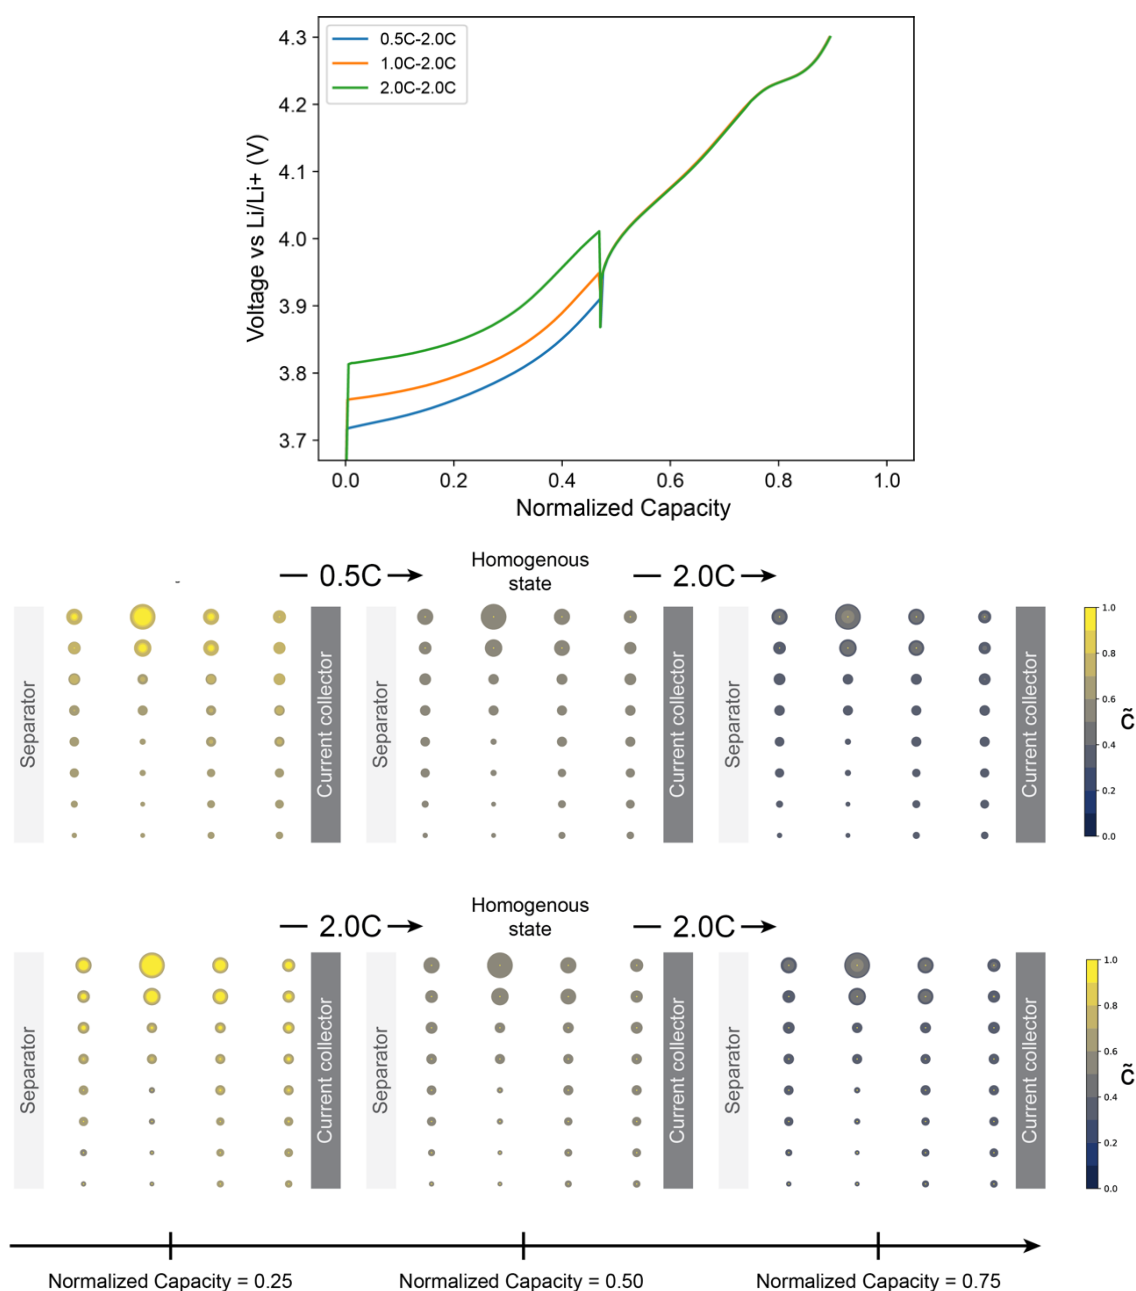 4.3
4.2
4.1
4.0
3.9
3.8
3.7
Voltage vs Li/Li+ (V)
0.5C-2.0C
1.0C-2.0C
2.0C-2.0C
0.0 0.2 0.4 0.6 0.8 1.0
Normalized Capacity
0.5C
Homogenous
state
2.0C
Separator
Current collector
Separator
Current collector
Separator
Current collector
1.0
0.8
0.6
0.4
0.2
0.0
c̃
2.0C
Homogenous
state
2.0C
Separator
Current collector
Separator
Current collector
Separator
Current collector
1.0
0.8
0.6
0.4
0.2
0.0
c̃
Normalized Capacity = 0.25 Normalized Capacity = 0.50 Normalized Capacity = 0.75